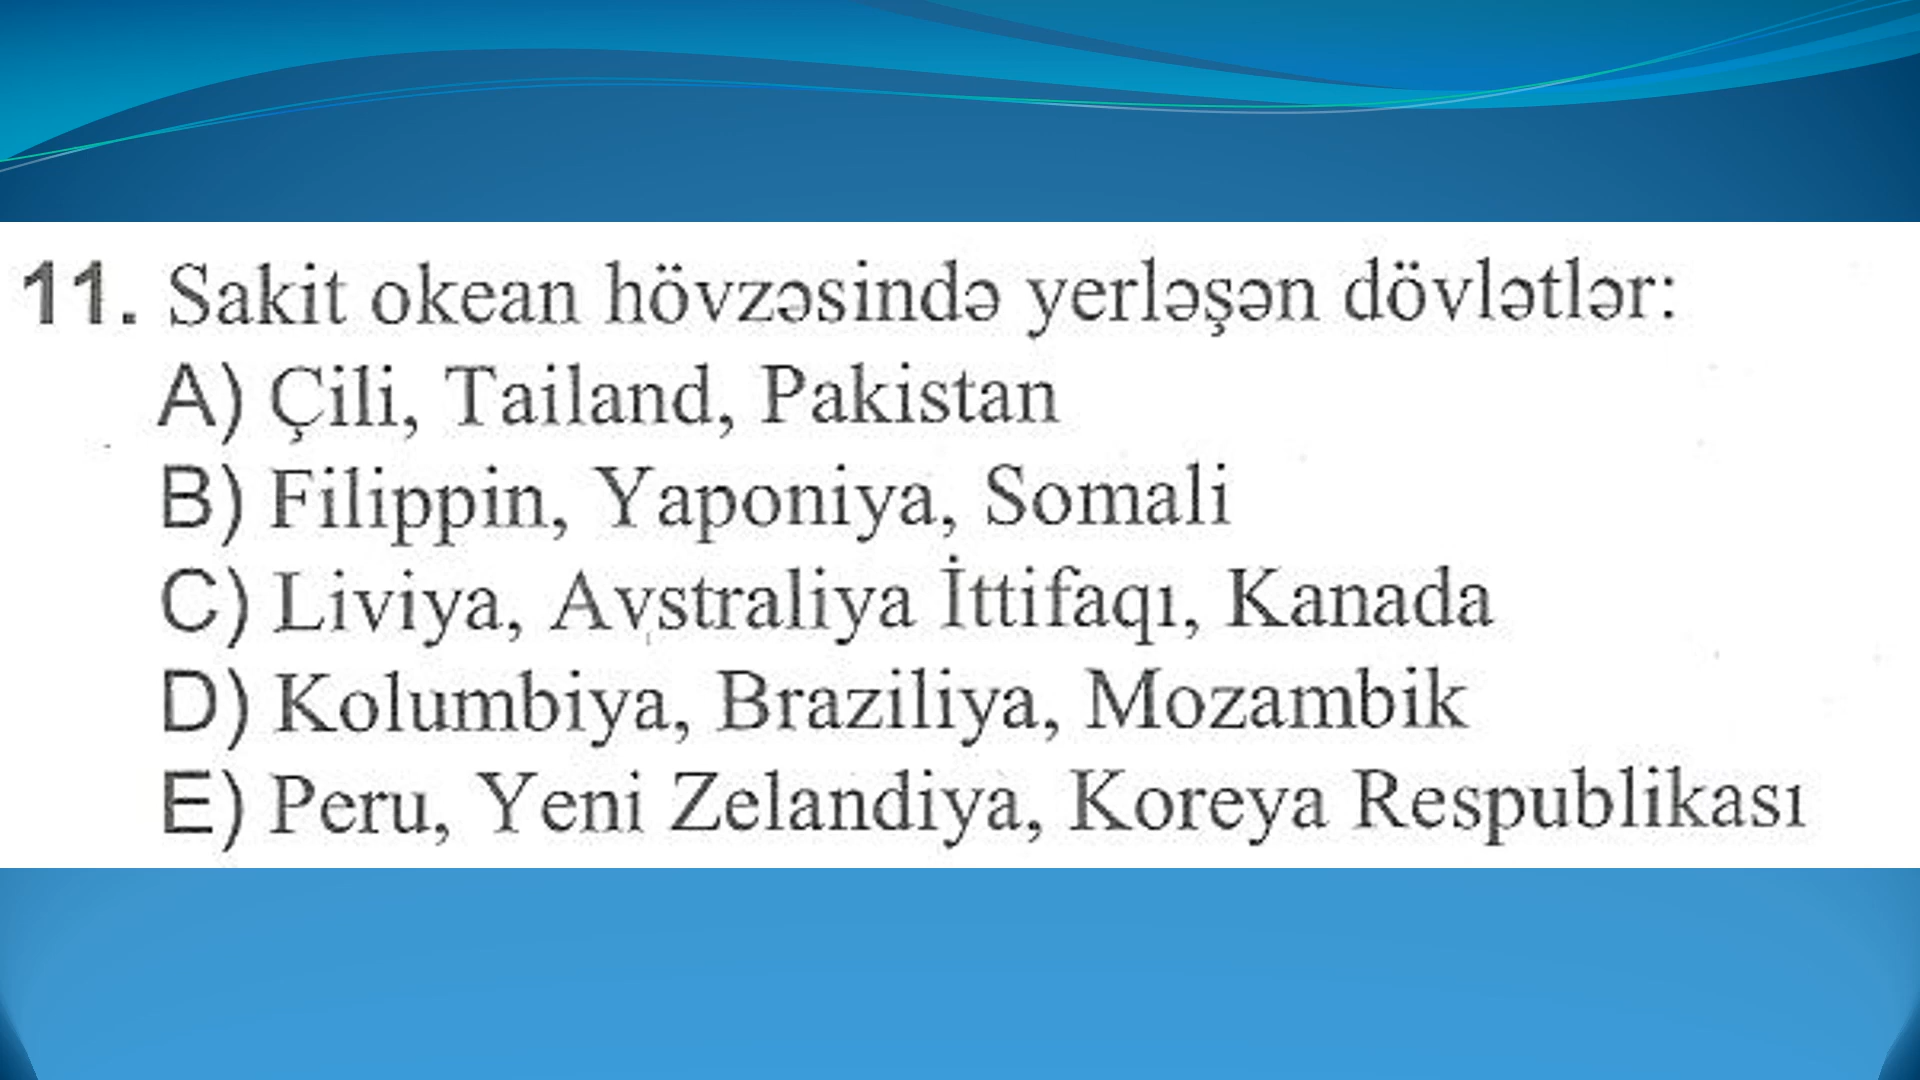 11. Sakit okean hövzəsində yerləşən dövlətlər:
A) Çili, Tailand, Pakistan
B) Filippin, Yaponiya, Somali
C) Liviya, Avstraliya İttifaqı, Kanada
D) Kolumbiya, Braziliya, Mozambik
E) Peru, Yeni Zelandiya, Koreya Respublikası